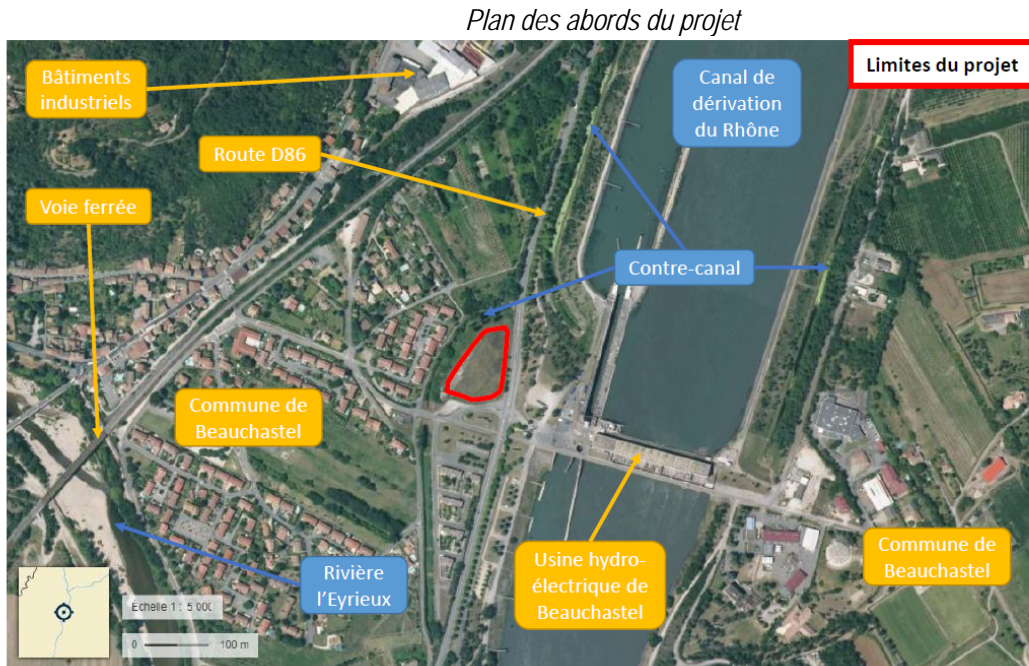 Plan des abords du projet
Limites du projet
Bâtiments
industriels
Canal de
dérivation
du Rhône
Route D86
Voie ferrée
Contre-canal
Commune de
Beauchastel
Usine hydro-
électrique de
Beauchastel
Commune de
Beauchastel
Rivière
l'Eyrieux
Echelle 1 : 5 000
0 100 m